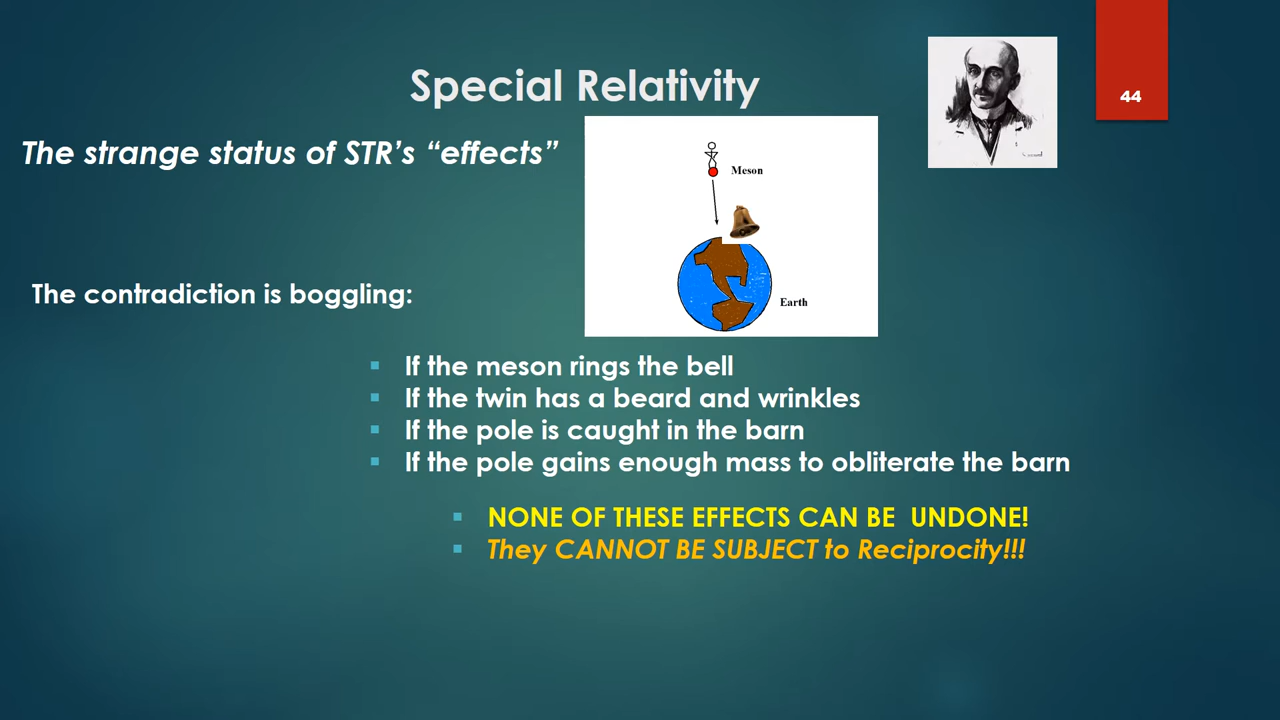 Special Relativity
44
The strange status of STR's “effects”
Meson
Earth
The contradiction is boggling:
If the meson rings the bell
If the twin has a beard and wrinkles
If the pole is caught in the barn
If the pole gains enough mass to obliterate the barn
NONE OF THESE EFFECTS CAN BE UNDONE!
They CANNOT BE SUBJECT to Reciprocity!!!